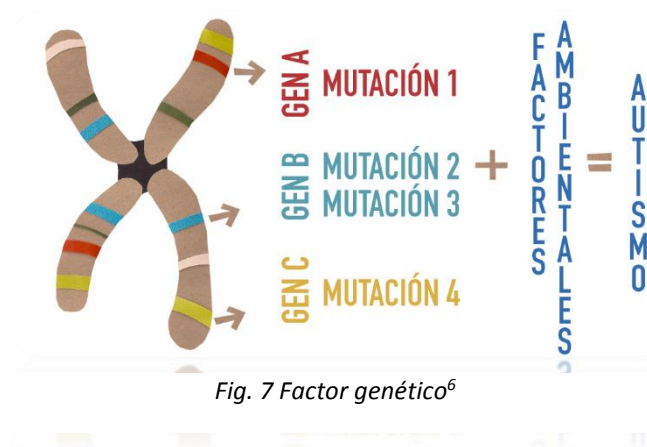 GEN A
MUTACIÓN 1
GEN B
MUTACIÓN 2
MUTACIÓN 3
GEN C
MUTACIÓN 4
+
FACTORES
AMBIENTALES
=
AUTISMO
Fig. 7 Factor genético6